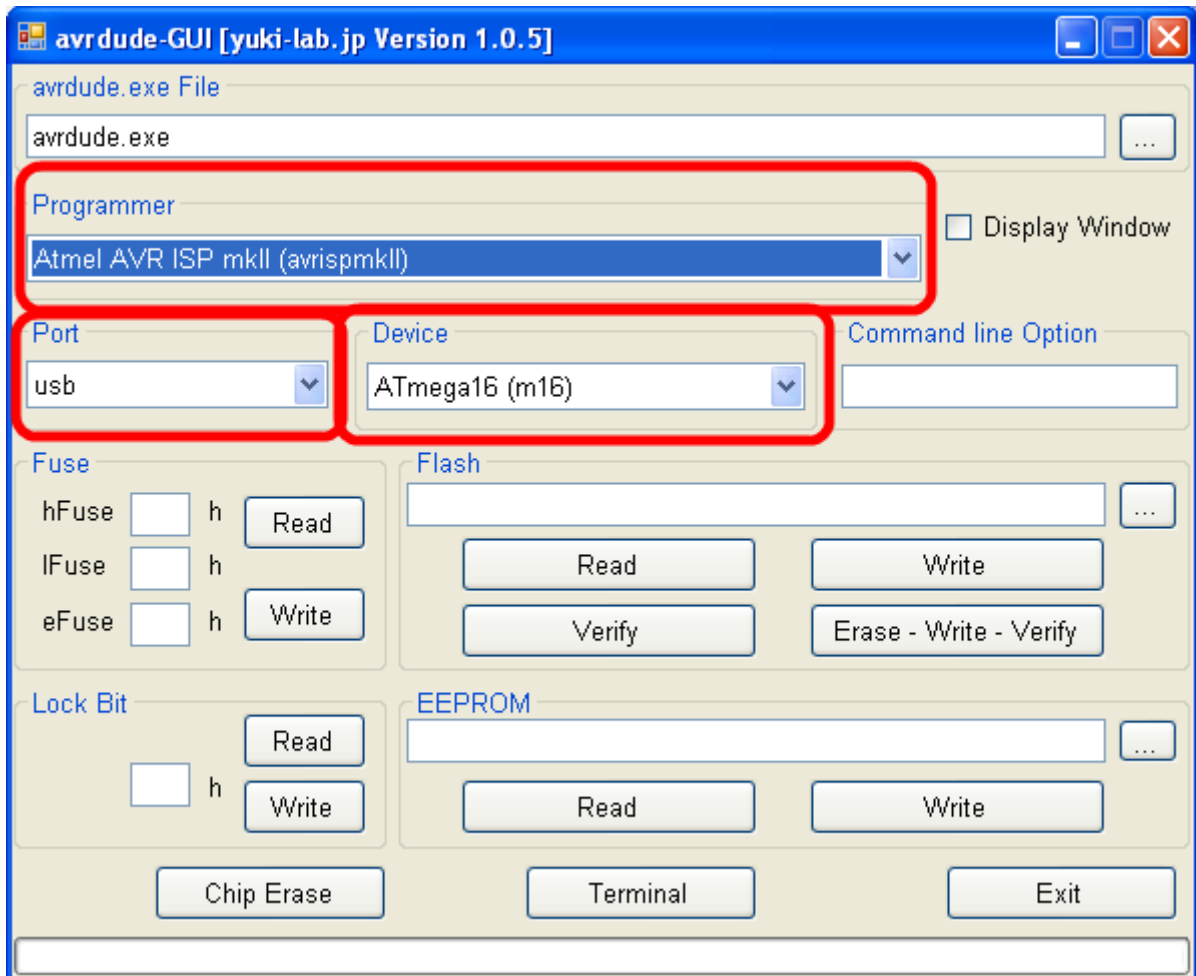 avrdude-GUI [yuki-lab.jp Version 1.0.5]
avrdude.exe File
avrdude.exe
...
Programmer
Atmel AVR ISP mkII (avrispmkII)
Display Window
Port
usb
Device
ATmega16 (m16)
Command line Option
Fuse
hFuse h
Read
lFuse h
eFuse h
Write
Flash
...
Read Write
Verify Erase - Write - Verify
Lock Bit
Read
h
Write
EEPROM
...
Read Write
Chip Erase Terminal Exit